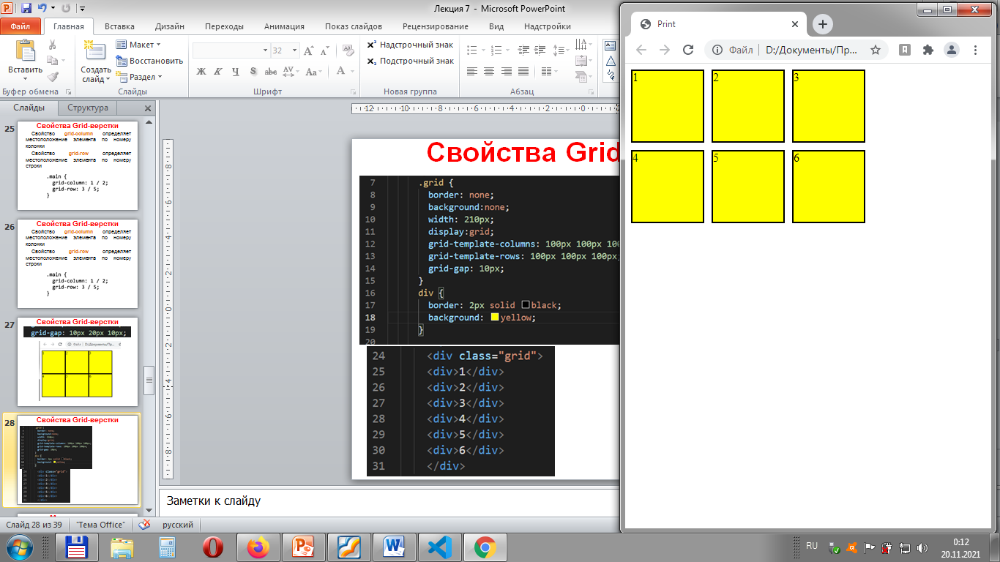 Лекция 7 - Microsoft PowerPoint
Файл Главная Вставка Дизайн Переходы Анимация Показ слайдов Рецензирование Вид Надстройки
Вставить
Создать слайд
Макет
Восстановить
Раздел
32
Ж К Ч S abc AV Aa A
Надстрочный знак
Подстрочный знак
Буфер обмена Слайды Шрифт Новая группа Абзац
Слайды Структура
25
Свойства Grid-верстки
Свойство grid-column определяет
местоположение элемента по номеру
колонки
Свойство grid-row определяет
местоположение элемента по номеру
строки
.main {
grid-column: 1 / 2;
grid-row: 3 / 5;
}
26
Свойства Grid-верстки
Свойство grid-column определяет
местоположение элемента по номеру
колонки
Свойство grid-row определяет
местоположение элемента по номеру
строки
.main {
grid-column: 1 / 2;
grid-row: 3 / 5;
}
27
Свойства Grid-верстки
grid-gap: 10px 20px 10px;
28
Свойства Grid-верстки
Свойства Grid
7 .grid {
8 border: none;
9 background:none;
10 width: 210px;
11 display:grid;
12 grid-template-columns: 100px 100px 100
13 grid-template-rows: 100px 100px 100px;
14 grid-gap: 10px;
15 }
16 div {
17 border: 2px solid black;
18 background: yellow;
19 }
20
24 <div class="grid">
25 <div>1</div>
26 <div>2</div>
27 <div>3</div>
28 <div>4</div>
29 <div>5</div>
30 <div>6</div>
31 </div>
Заметки к слайду
Слайд 28 из 39 "Тема Office" русский
Print
Файл D:/Документы/Пр...
1 2 3
4 5 6
RU
0:12
20.11.2021